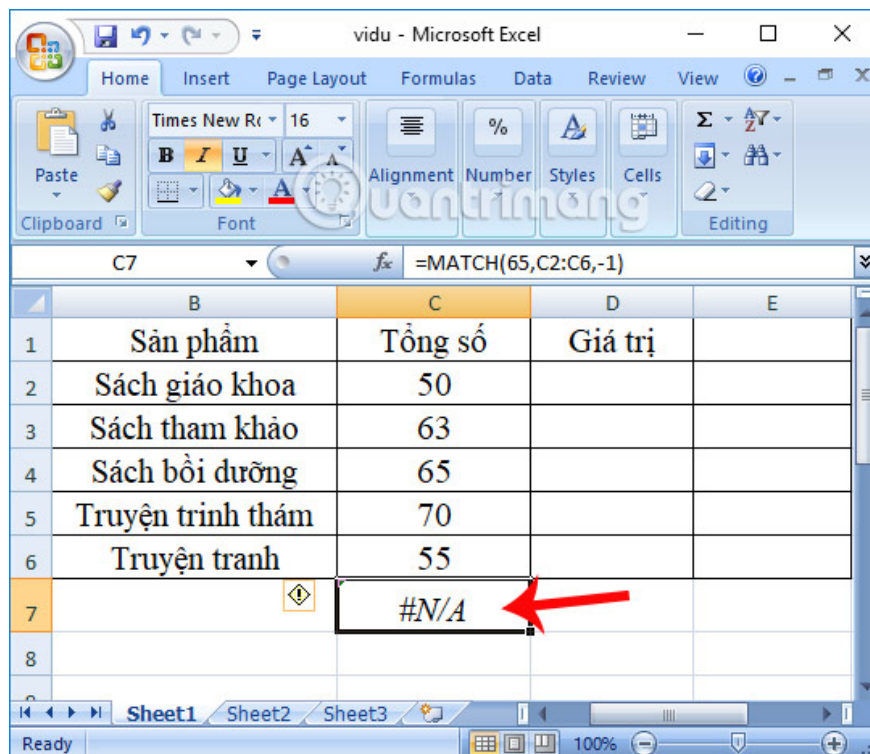 vidu - Microsoft Excel
Home Insert Page Layout Formulas Data Review View
Times New Ro 16
B I U A A
Paste
Alignment Number Styles Cells
Clipboard Font Editing
Quantrimang
C7 fx =MATCH(65,C2:C6,-1)
B C D E
1 Sản phẩm Tổng số Giá trị
2 Sách giáo khoa 50
3 Sách tham khảo 63
4 Sách bồi dưỡng 65
5 Truyện trinh thám 70
6 Truyện tranh 55
7 #N/A
8
Sheet1 Sheet2 Sheet3
Ready 100%